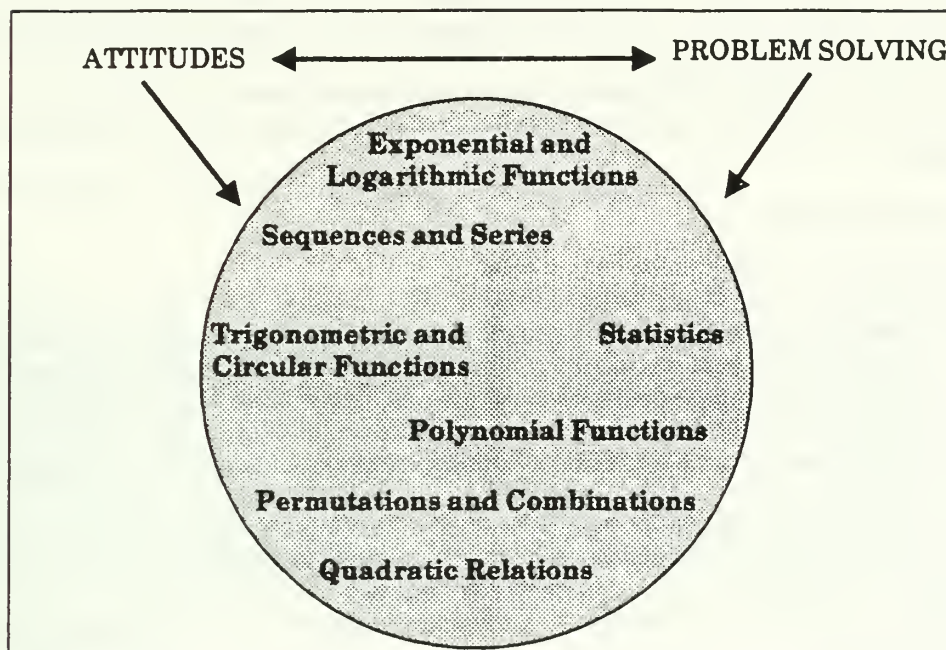 ATTITUDES
PROBLEM SOLVING
Exponential and
Logarithmic Functions
Sequences and Series
Trigonometric and
Circular Functions
Statistics
Polynomial Functions
Permutations and Combinations
Quadratic Relations